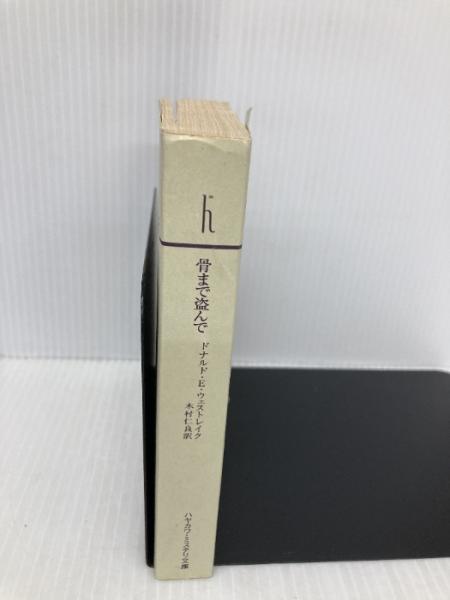 h
骨まで盗んで
ドナルド・E・ウェストレイク
木村仁良訳
ハヤカワ・ミステリ文庫